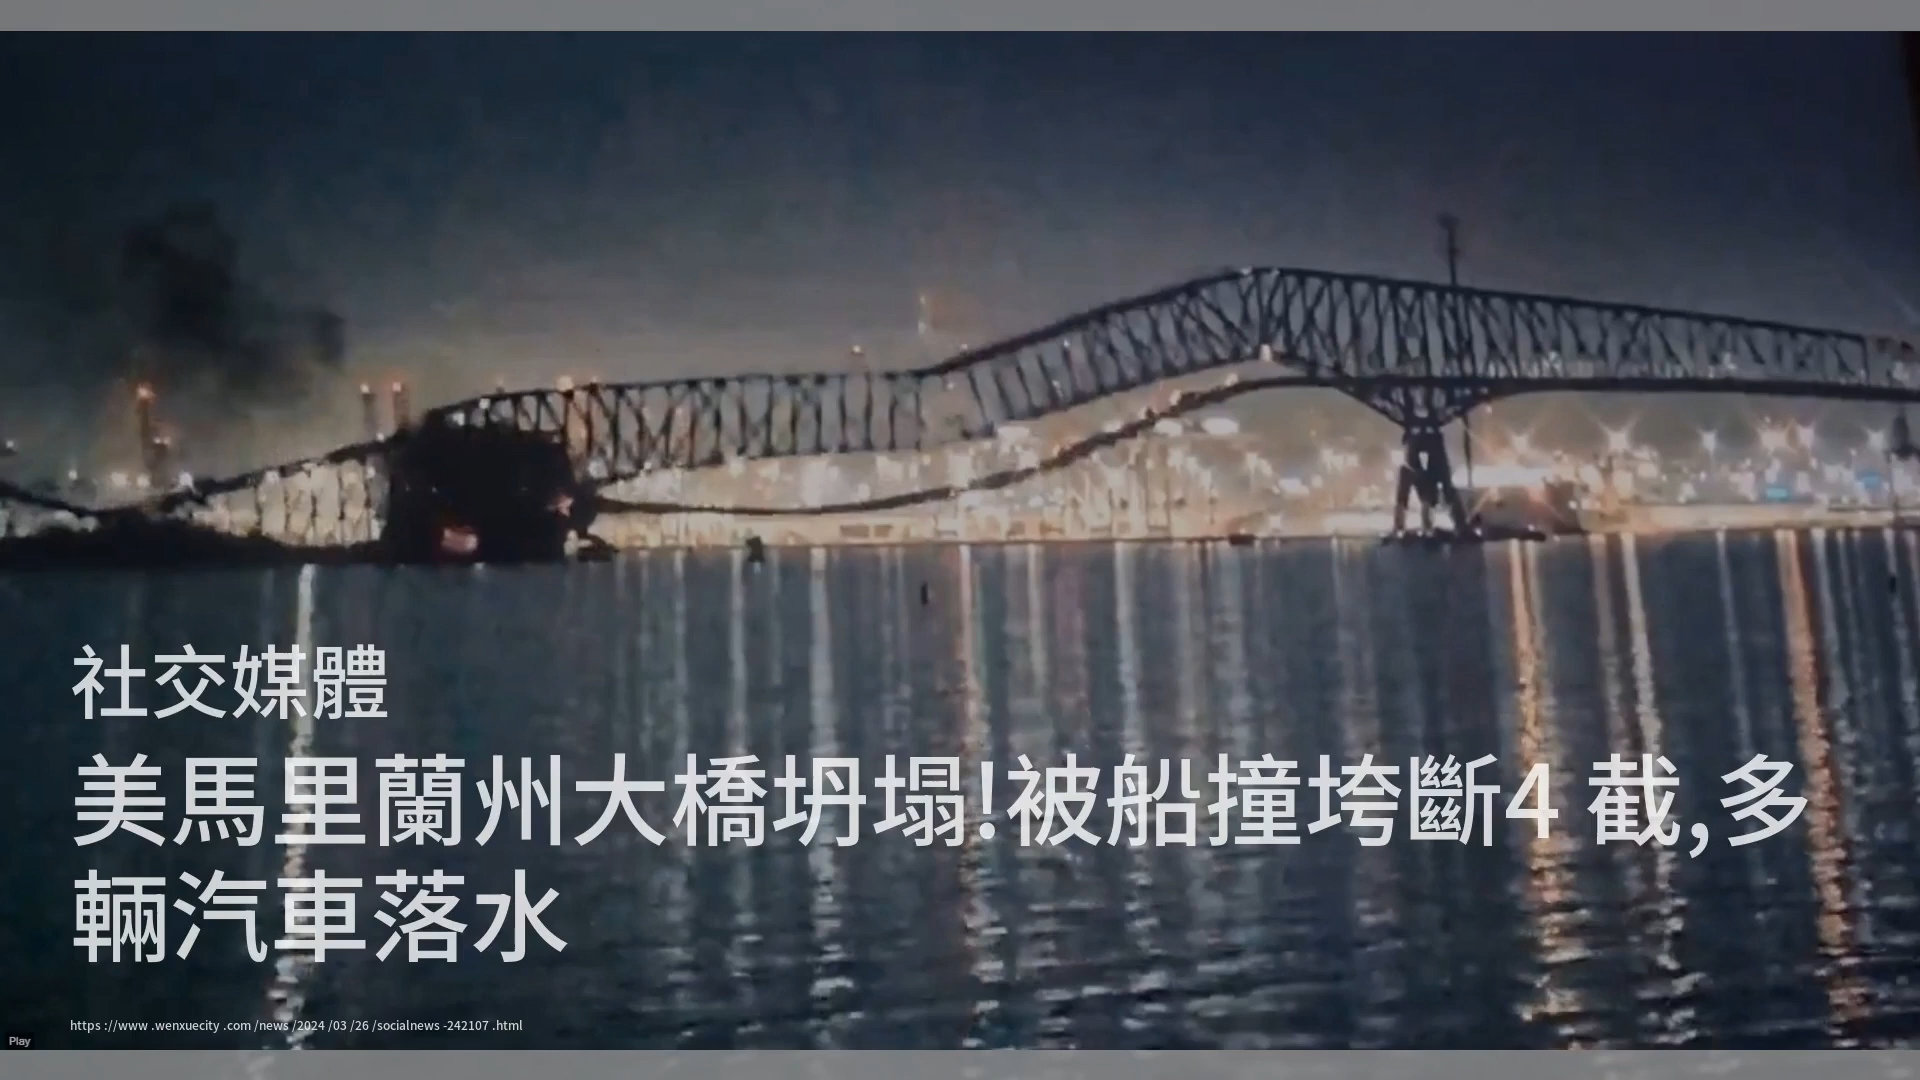 社交媒體
美馬里蘭州大橋坍塌!被船撞垮斷4 截,多
輛汽車落水
https ://www .wenxuecity .com /news /2024 /03 /26 /socialnews -242107 .html
Play